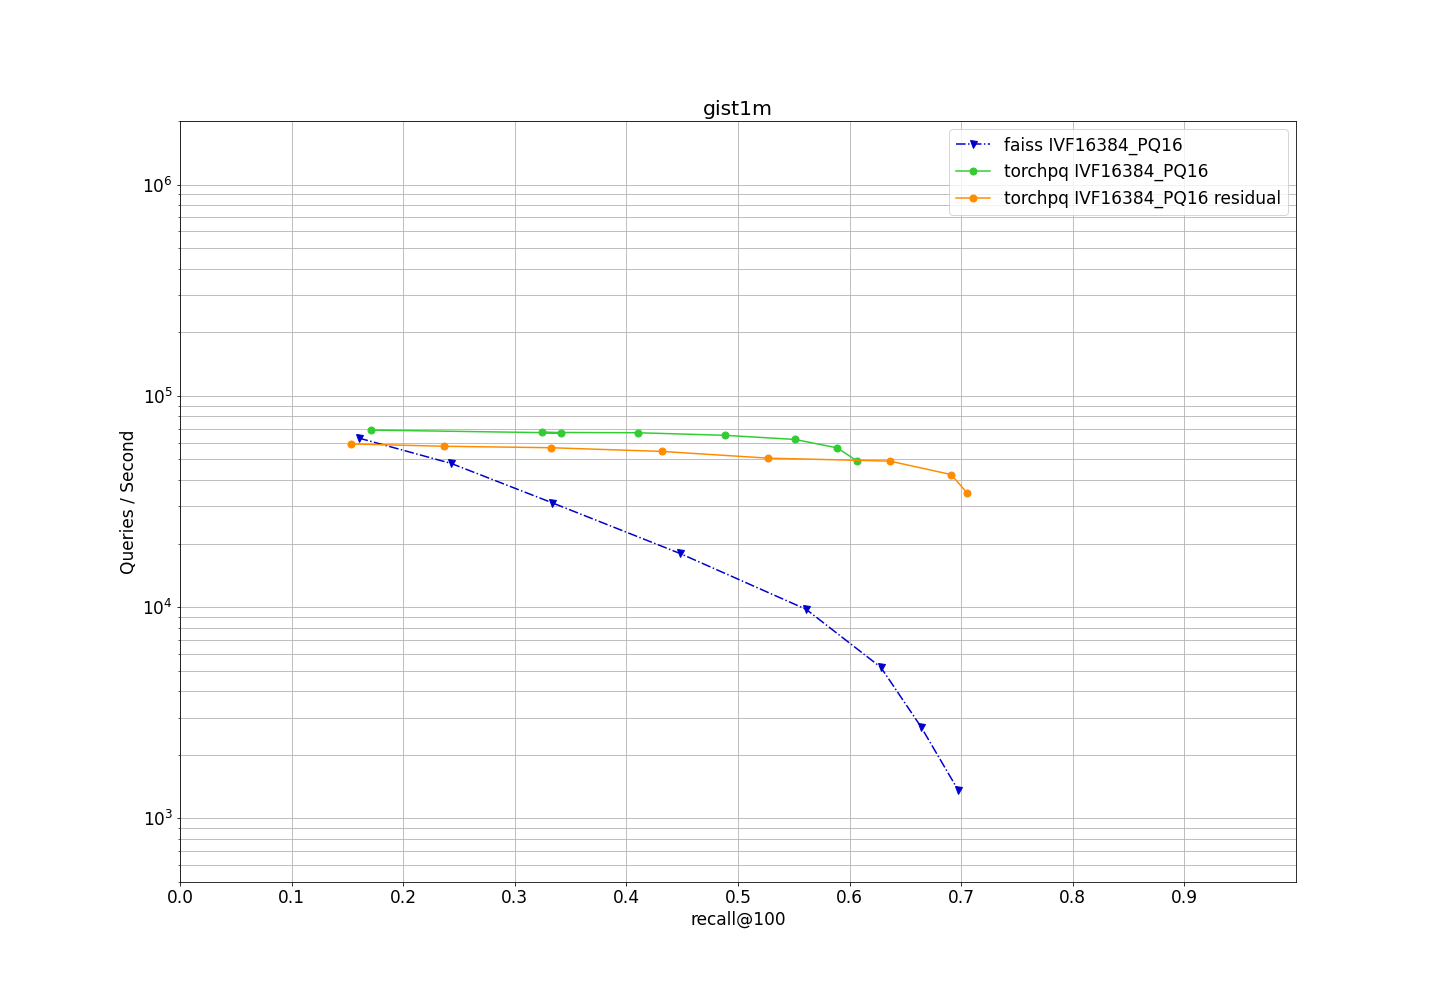 gist1m
faiss IVF16384_PQ16
torchpq IVF16384_PQ16
torchpq IVF16384_PQ16 residual
10^6
10^5
10^4
10^3
Queries / Second
0.0 0.1 0.2 0.3 0.4 0.5 0.6 0.7 0.8 0.9
recall@100